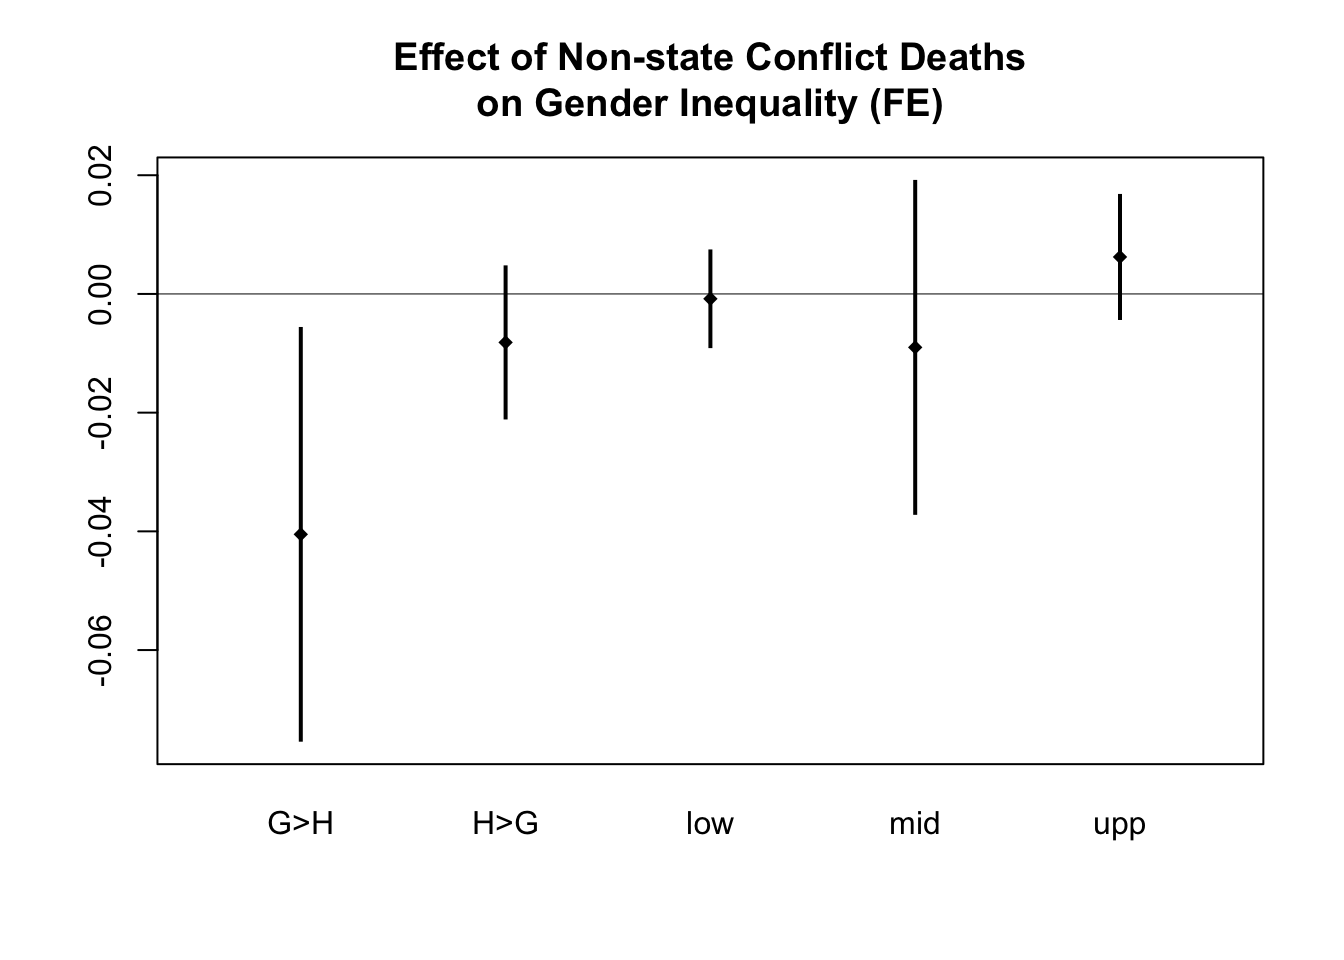 Effect of Non-state Conflict Deaths
on Gender Inequality (FE)
0.02
0.00
-0.02
-0.04
-0.06
G>H H>G low mid upp